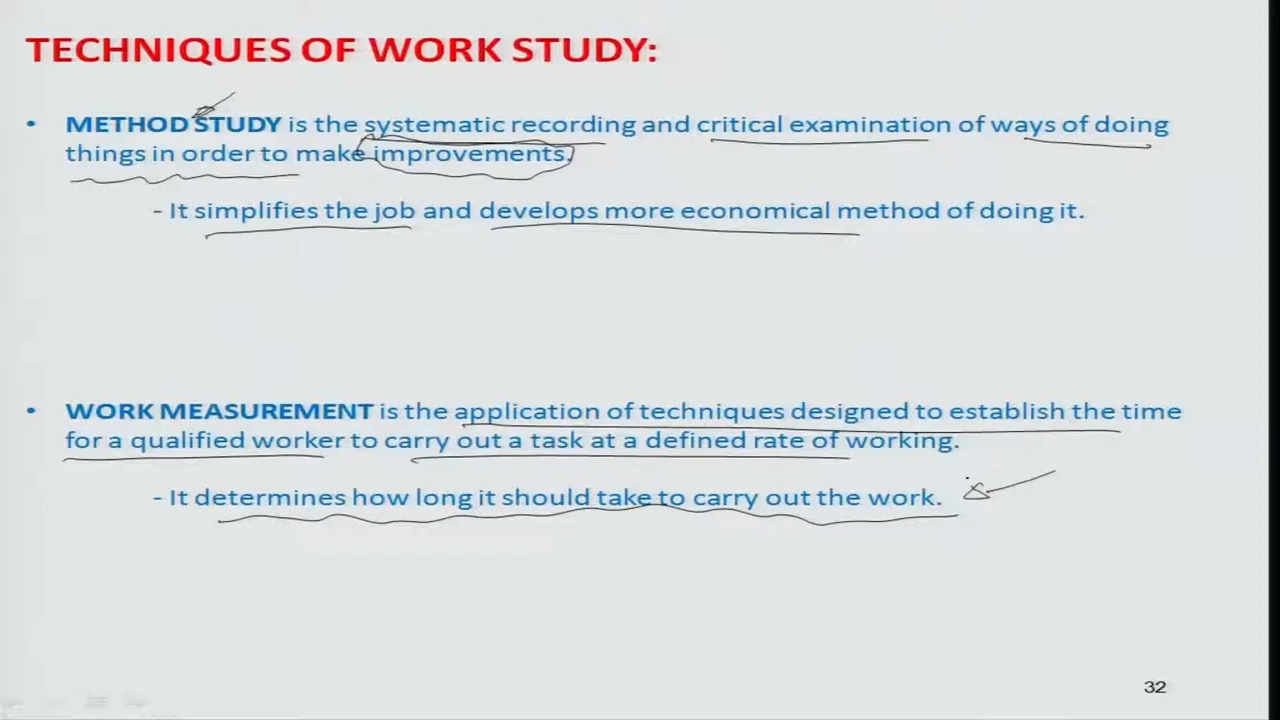 TECHNIQUES OF WORK STUDY:
• METHOD STUDY is the systematic recording and critical examination of ways of doing
things in order to make improvements.
- It simplifies the job and develops more economical method of doing it.
• WORK MEASUREMENT is the application of techniques designed to establish the time
for a qualified worker to carry out a task at a defined rate of working.
- It determines how long it should take to carry out the work.
32